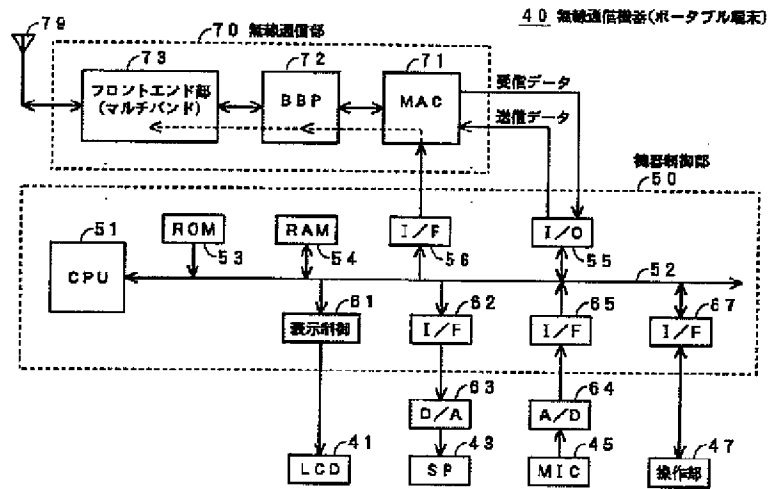 40 無線通信機器(ポータブル端末)
79
70 無線通信部
73
フロントエンド部
(マルチバンド)
72
BBP
71
MAC
受信データ
送信データ
機器制御部
50
51
CPU
ROM
53
RAM
54
I/F
56
I/O
55
52
61
表示制御
62
I/F
65
I/F
67
I/F
63
D/A
64
A/D
41
LCD
43
SP
45
MIC
47
操作部